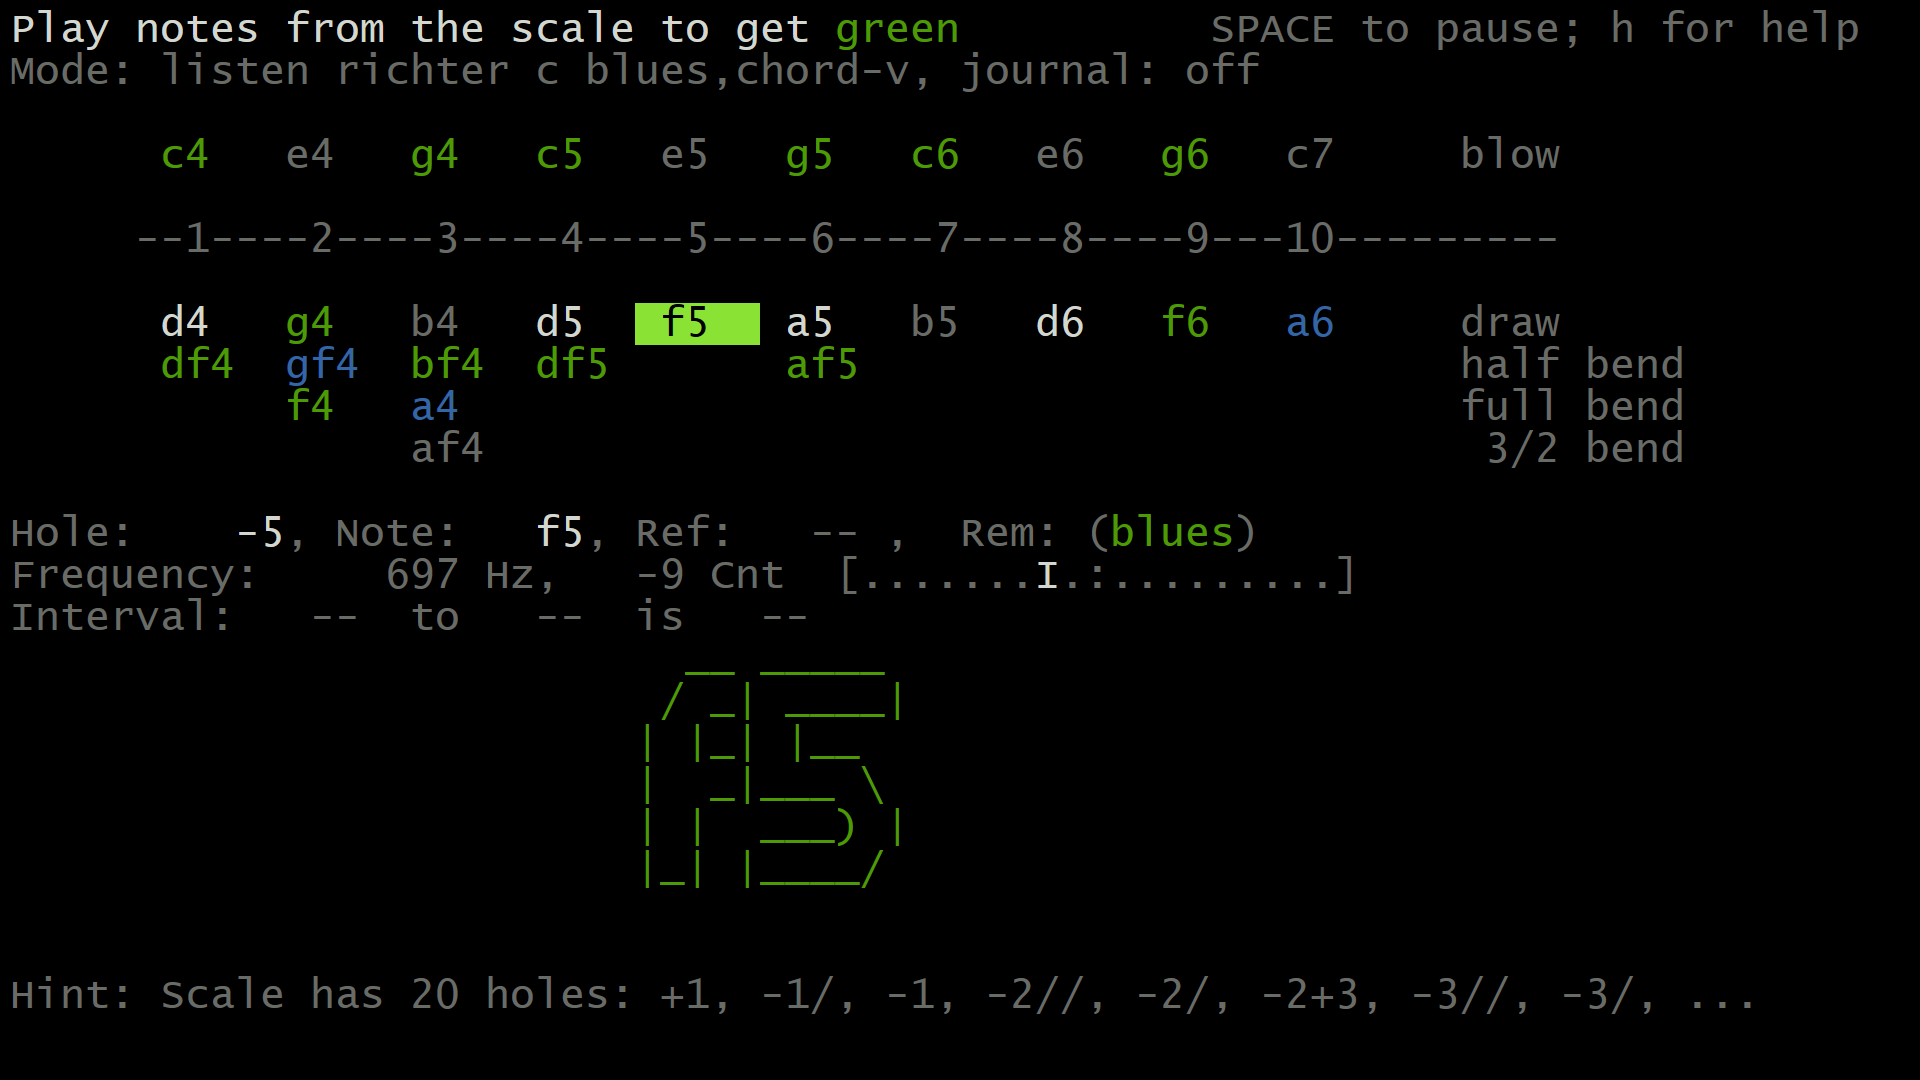 Play notes from the scale to get green SPACE to pause; h for help
Mode: listen richter c blues,chord-v, journal: off
c4 e4 g4 c5 e5 g5 c6 e6 g6 c7 blow
--1----2----3----4----5----6----7----8----9---10---------
d4 g4 b4 d5 f5 a5 b5 d6 f6 a6 draw
df4 gf4 bf4 df5 af5 half bend
f4 a4 full bend
af4 3/2 bend
Hole: -5, Note: f5, Ref: -- , Rem: (blues)
Frequency: 697 Hz, -9 Cnt [.......I.:.........]
Interval: -- to -- is --
f5
Hint: Scale has 20 holes: +1, -1/, -1, -2//, -2/, -2+3, -3//, -3/, ...